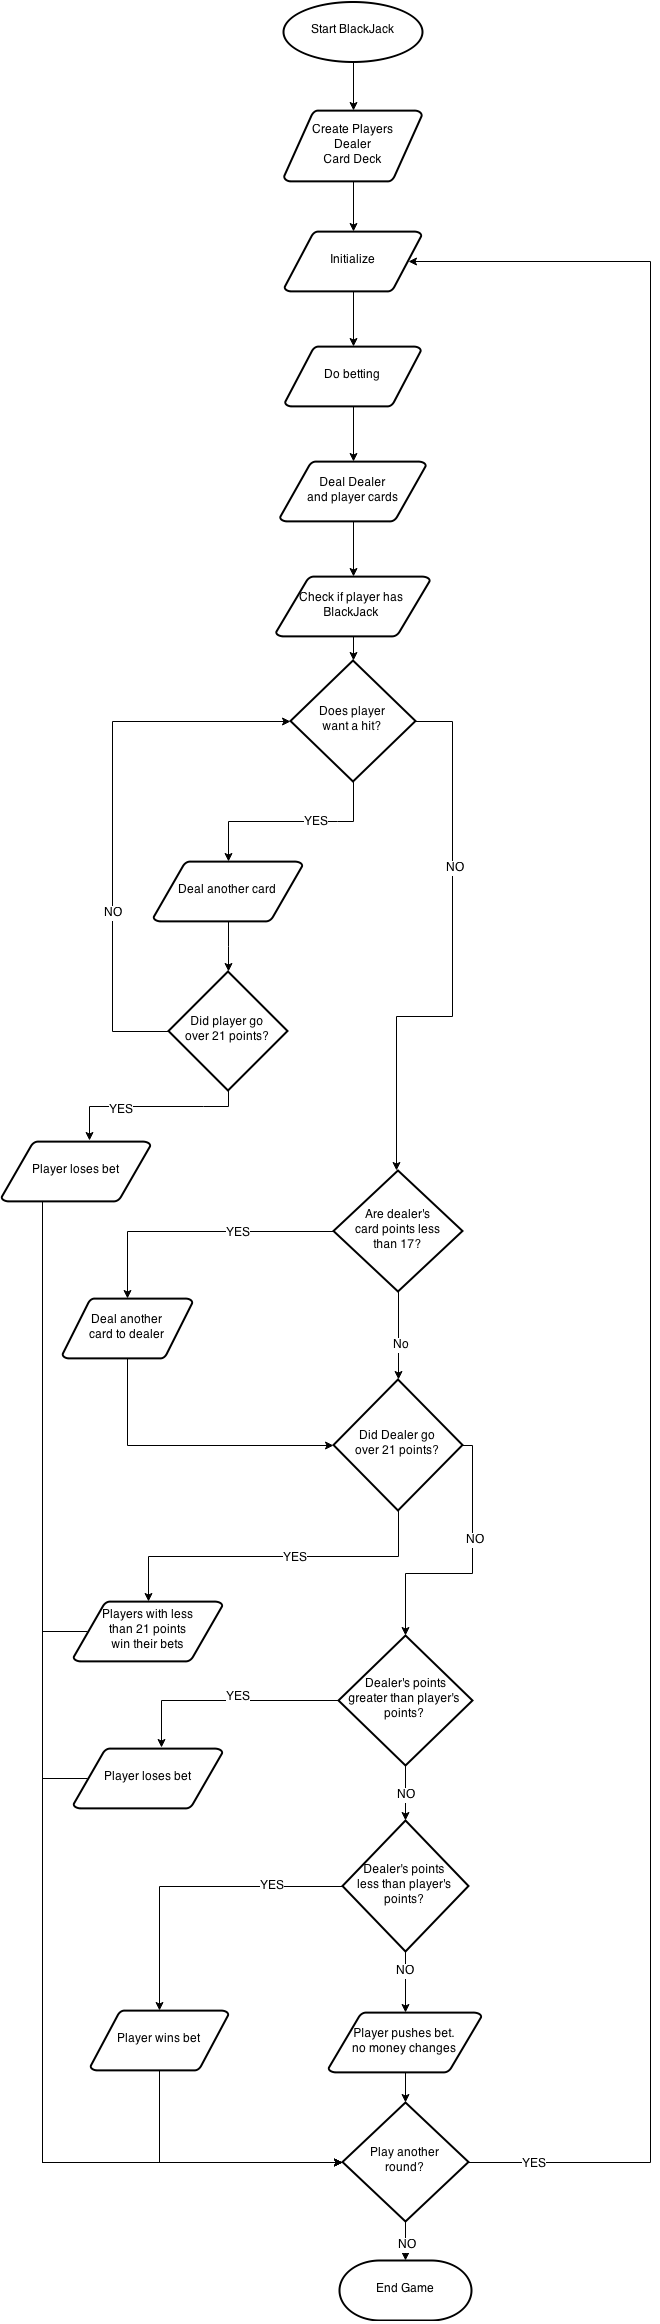 Start BlackJack
Create Players
Dealer
Card Deck
Initialize
Do betting
Deal Dealer
and player cards
Check if player has
BlackJack
Does player
want a hit?
YES
NO
Deal another card
NO
Did player go
over 21 points?
YES
Player loses bet
Are dealer's
card points less
than 17?
YES
Deal another
card to dealer
No
Did Dealer go
over 21 points?
NO
YES
Players with less
than 21 points
win their bets
Dealer's points
greater than player's
points?
YES
Player loses bet
NO
Dealer's points
less than player's
points?
YES
NO
Player wins bet
Player pushes bet.
no money changes
Play another
round?
YES
NO
End Game